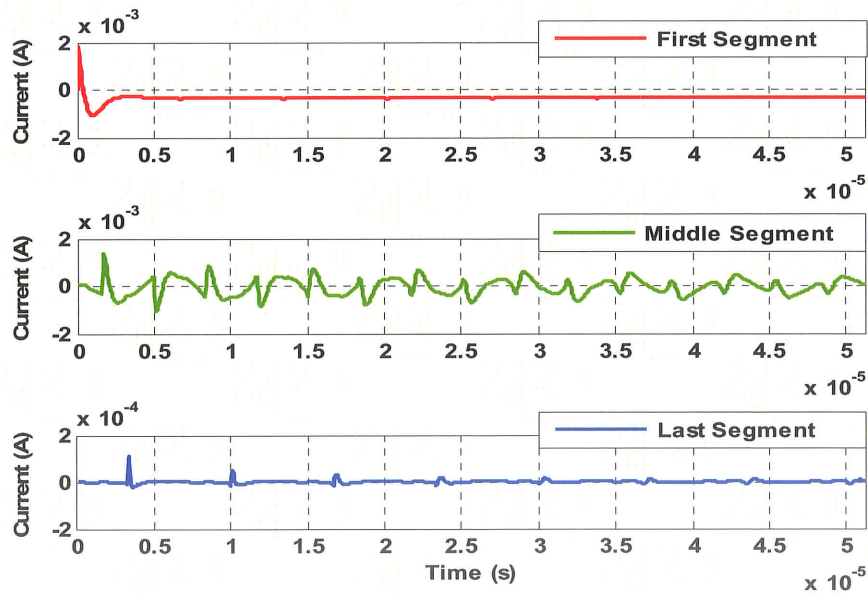 x 10-3
First Segment
Current (A)
2
0
-2
0 0.5 1 1.5 2 2.5 3 3.5 4 4.5 5
x 10-5
x 10-3
Middle Segment
Current (A)
2
0
-2
0 0.5 1 1.5 2 2.5 3 3.5 4 4.5 5
x 10-5
x 10-4
Last Segment
Current (A)
2
0
-2
0 0.5 1 1.5 2 2.5 3 3.5 4 4.5 5
Time (s)
x 10-5